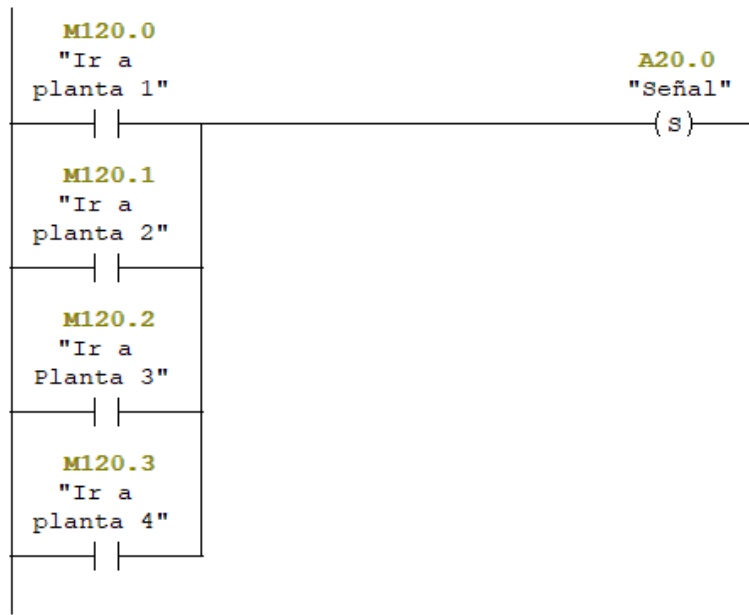 M120.0
"Ir a
planta 1"
A20.0
"Señal"
S
M120.1
"Ir a
planta 2"
M120.2
"Ir a
Planta 3"
M120.3
"Ir a
planta 4"